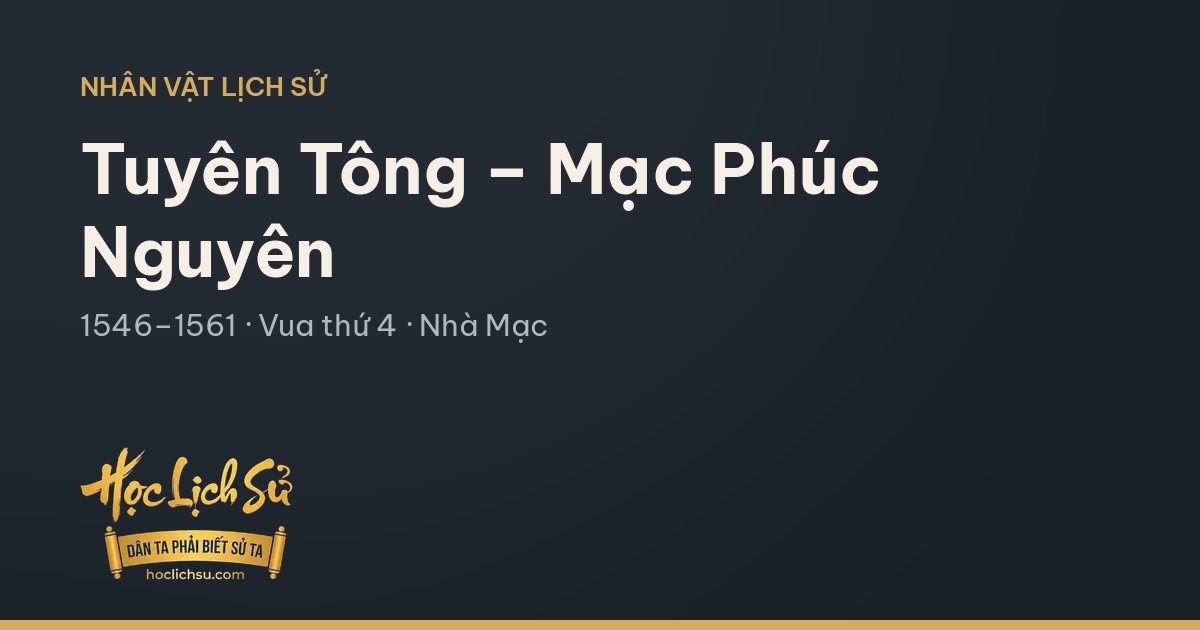 NHÂN VẬT LỊCH SỬ
Tuyên Tông – Mạc Phúc
Nguyên
1546–1561 · Vua thứ 4 · Nhà Mạc
Học Lịch Sử
DÂN TA PHẢI BIẾT SỬ TA
hoclichsu.com